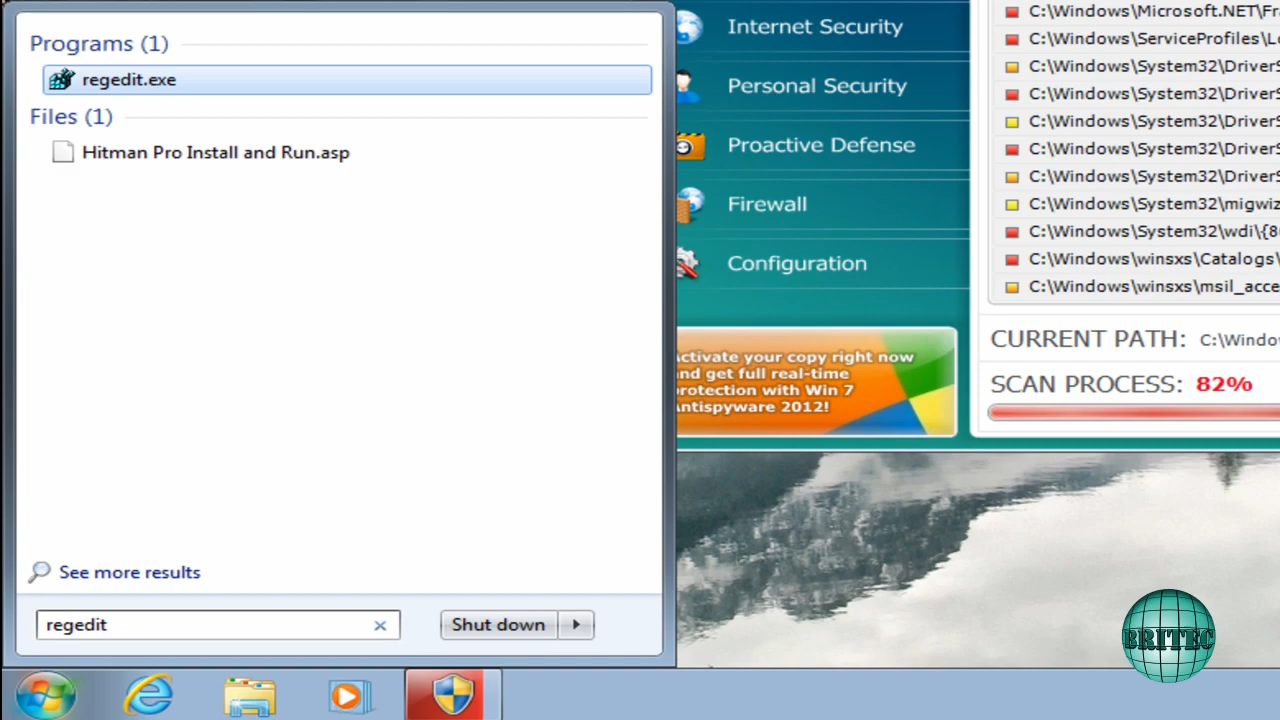 Programs (1)
regedit.exe
Files (1)
Hitman Pro Install and Run.asp
See more results
regedit
Shut down
Internet Security
Personal Security
Proactive Defense
Firewall
Configuration
Activate your copy right now
and get full real-time
protection with Win 7
Antispyware 2012!
C:\Windows\Microsoft.NET\Fr
C:\Windows\ServiceProfiles\Lo
C:\Windows\System32\DriverS
C:\Windows\System32\DriverS
C:\Windows\System32\DriverS
C:\Windows\System32\DriverS
C:\Windows\System32\DriverS
C:\Windows\System32\migwiz
C:\Windows\System32\wdi\{8
C:\Windows\winsxs\Catalogs\
C:\Windows\winsxs\msil_acce
CURRENT PATH: C:\Windo
SCAN PROCESS: 82%
BRITEC